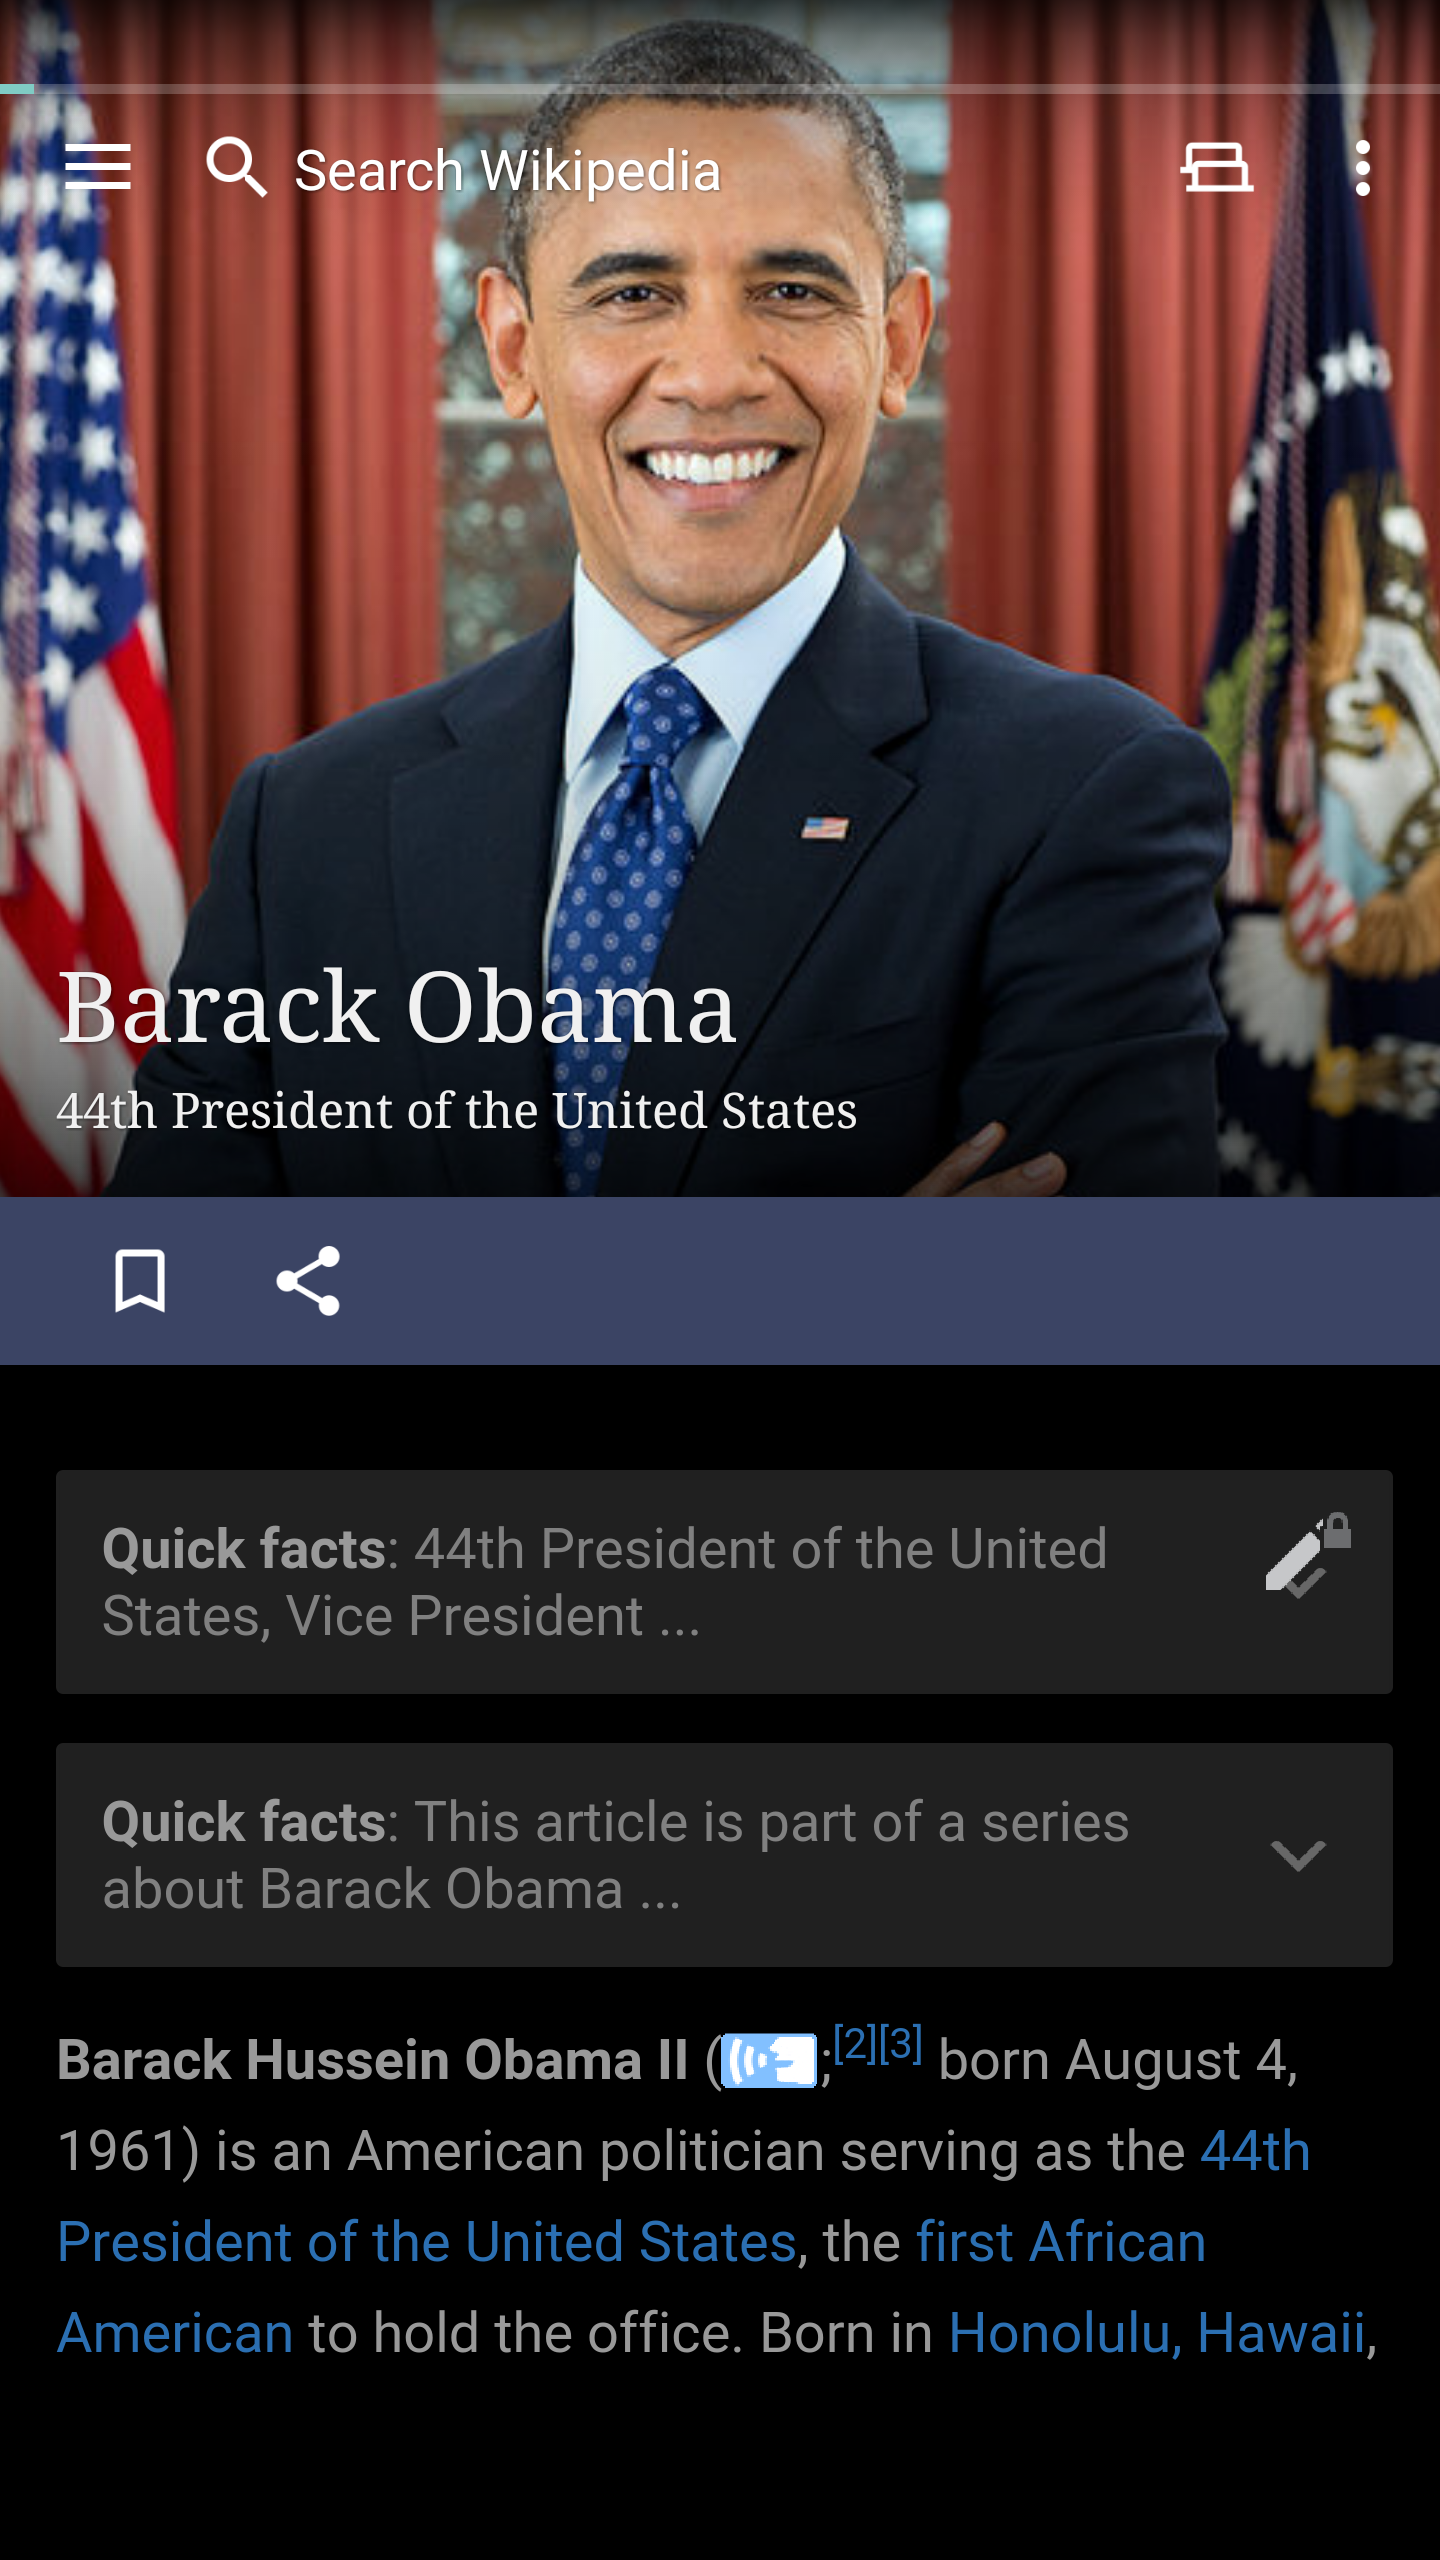 Search Wikipedia
Barack Obama
44th President of the United States
Quick facts: 44th President of the United
States, Vice President ...
Quick facts: This article is part of a series
about Barack Obama ...
Barack Hussein Obama II (;[2][3] born August 4,
1961) is an American politician serving as the 44th
President of the United States, the first African
American to hold the office. Born in Honolulu, Hawaii,